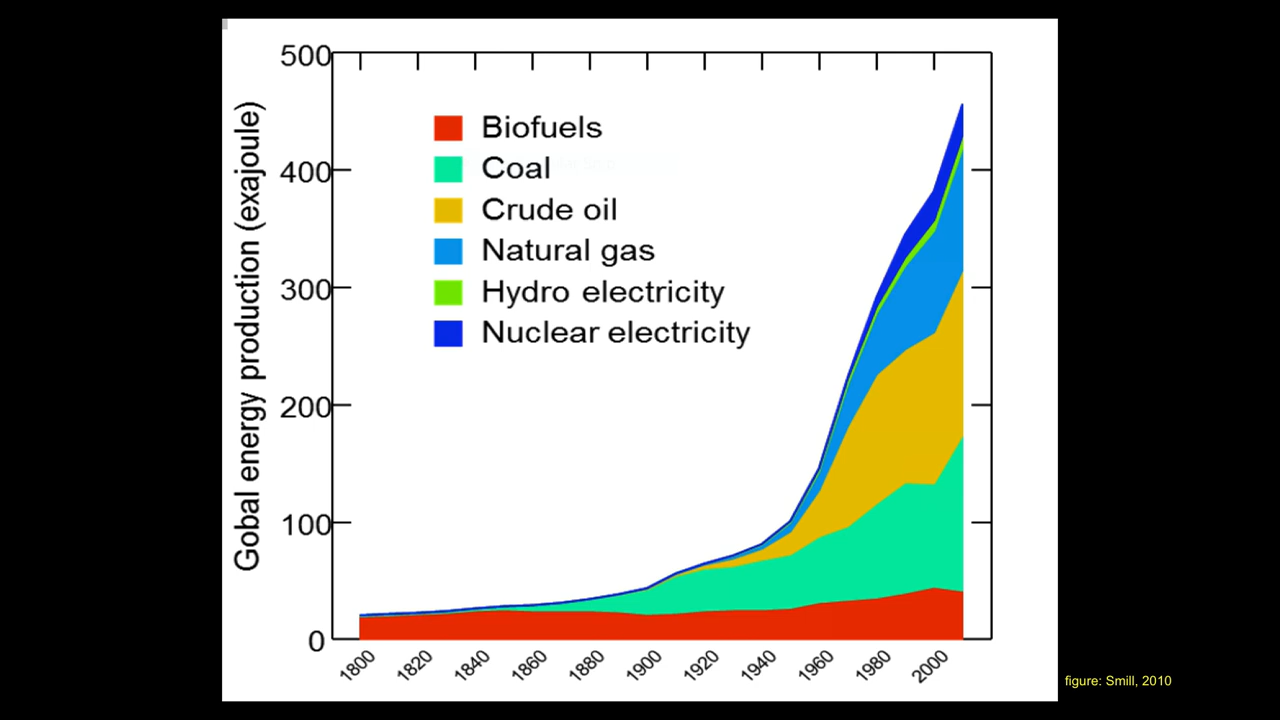 Gobal energy production (exajoule)
500
400
300
200
100
0
Biofuels
Coal
Crude oil
Natural gas
Hydro electricity
Nuclear electricity
1800
1820
1840
1860
1880
1900
1920
1940
1960
1980
2000
figure: Smill, 2010